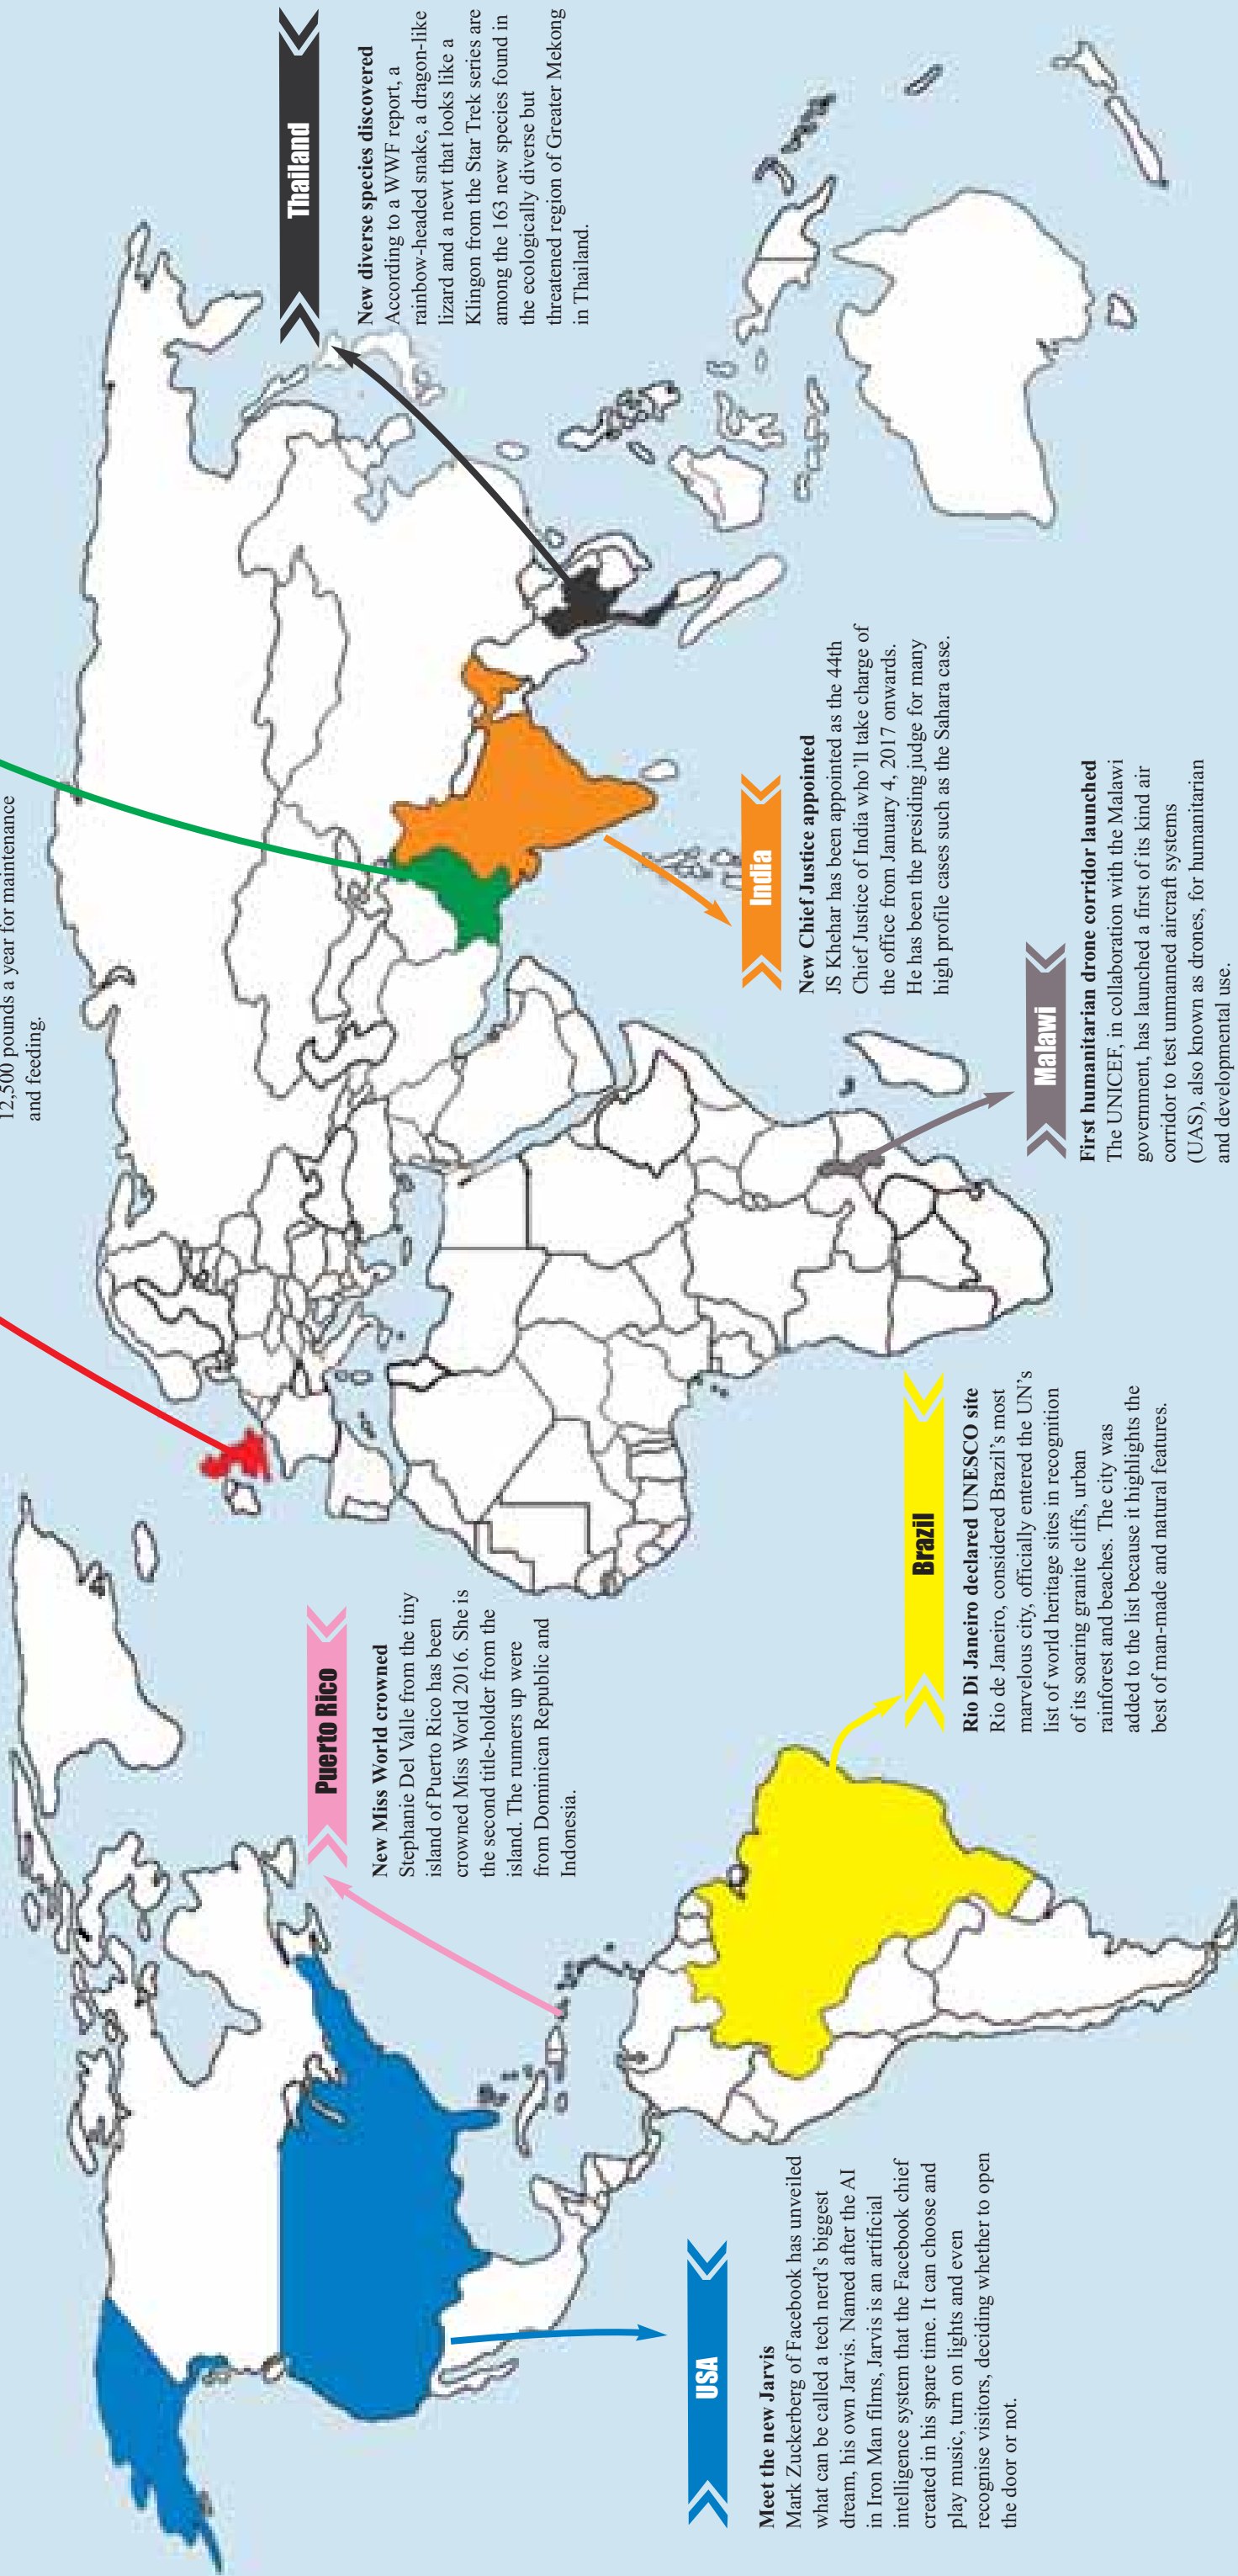 12,500 pounds a year for maintenance
and feeding.
Thailand
New diverse species discovered
According to a WWF report, a
rainbow-headed snake, a dragon-like
lizard and a newt that looks like a
Klingon from the Star Trek series are
among the 163 new species found in
the ecologically diverse but
threatened region of Greater Mekong
in Thailand.
Puerto Rico
New Miss World crowned
Stephanie Del Valle from the tiny
island of Puerto Rico has been
crowned Miss World 2016. She is
the second title-holder from the
island. The runners up were
from Dominican Republic and
Indonesia.
USA
Meet the new Jarvis
Mark Zuckerberg of Facebook has unveiled
what can be called a tech nerd's biggest
dream, his own Jarvis. Named after the AI
in Iron Man films, Jarvis is an artificial
intelligence system that the Facebook chief
created in his spare time. It can choose and
play music, turn on lights and even
recognise visitors, deciding whether to open
the door or not.
Brazil
Rio Di Janeiro declared UNESCO site
Rio de Janeiro, considered Brazil's most
marvelous city, officially entered the UN's
list of world heritage sites in recognition
of its soaring granite cliffs, urban
rainforest and beaches. The city was
added to the list because it highlights the
best of man-made and natural features.
India
New Chief Justice appointed
JS Khehar has been appointed as the 44th
Chief Justice of India who'll take charge of
the office from January 4, 2017 onwards.
He has been the presiding judge for many
high profile cases such as the Sahara case.
Malawi
First humanitarian drone corridor launched
The UNICEF, in collaboration with the Malawi
government, has launched a first of its kind air
corridor to test unmanned aircraft systems
(UAS), also known as drones, for humanitarian
and developmental use.